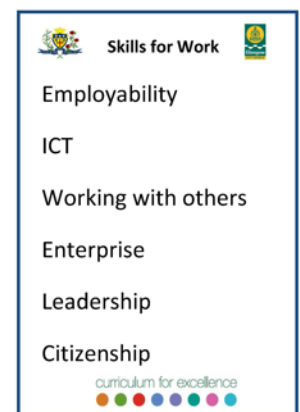 Skills for Work
Employability
ICT
Working with others
Enterprise
Leadership
Citizenship
curriculum for excellence